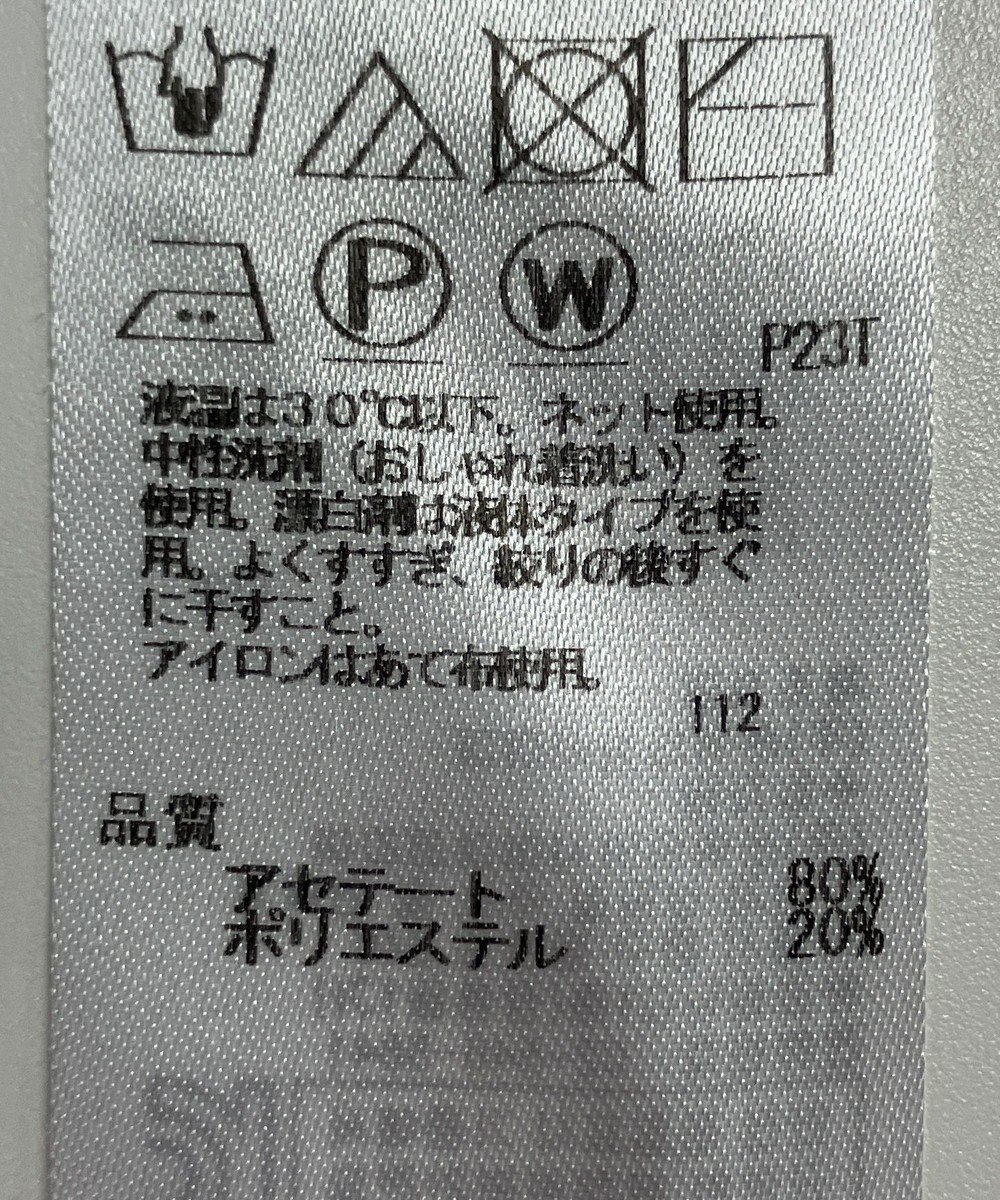 P W
P23T
液温は30℃以下。ネット使用。
中性洗剤(おしゃれ着洗い)を
使用。漂白剤は液体タイプを使
用。よくすすぎ、絞りの後すぐ
に干すこと。
アイロンはあて布使用。
112
品質
アセテート 80%
ポリエステル 20%